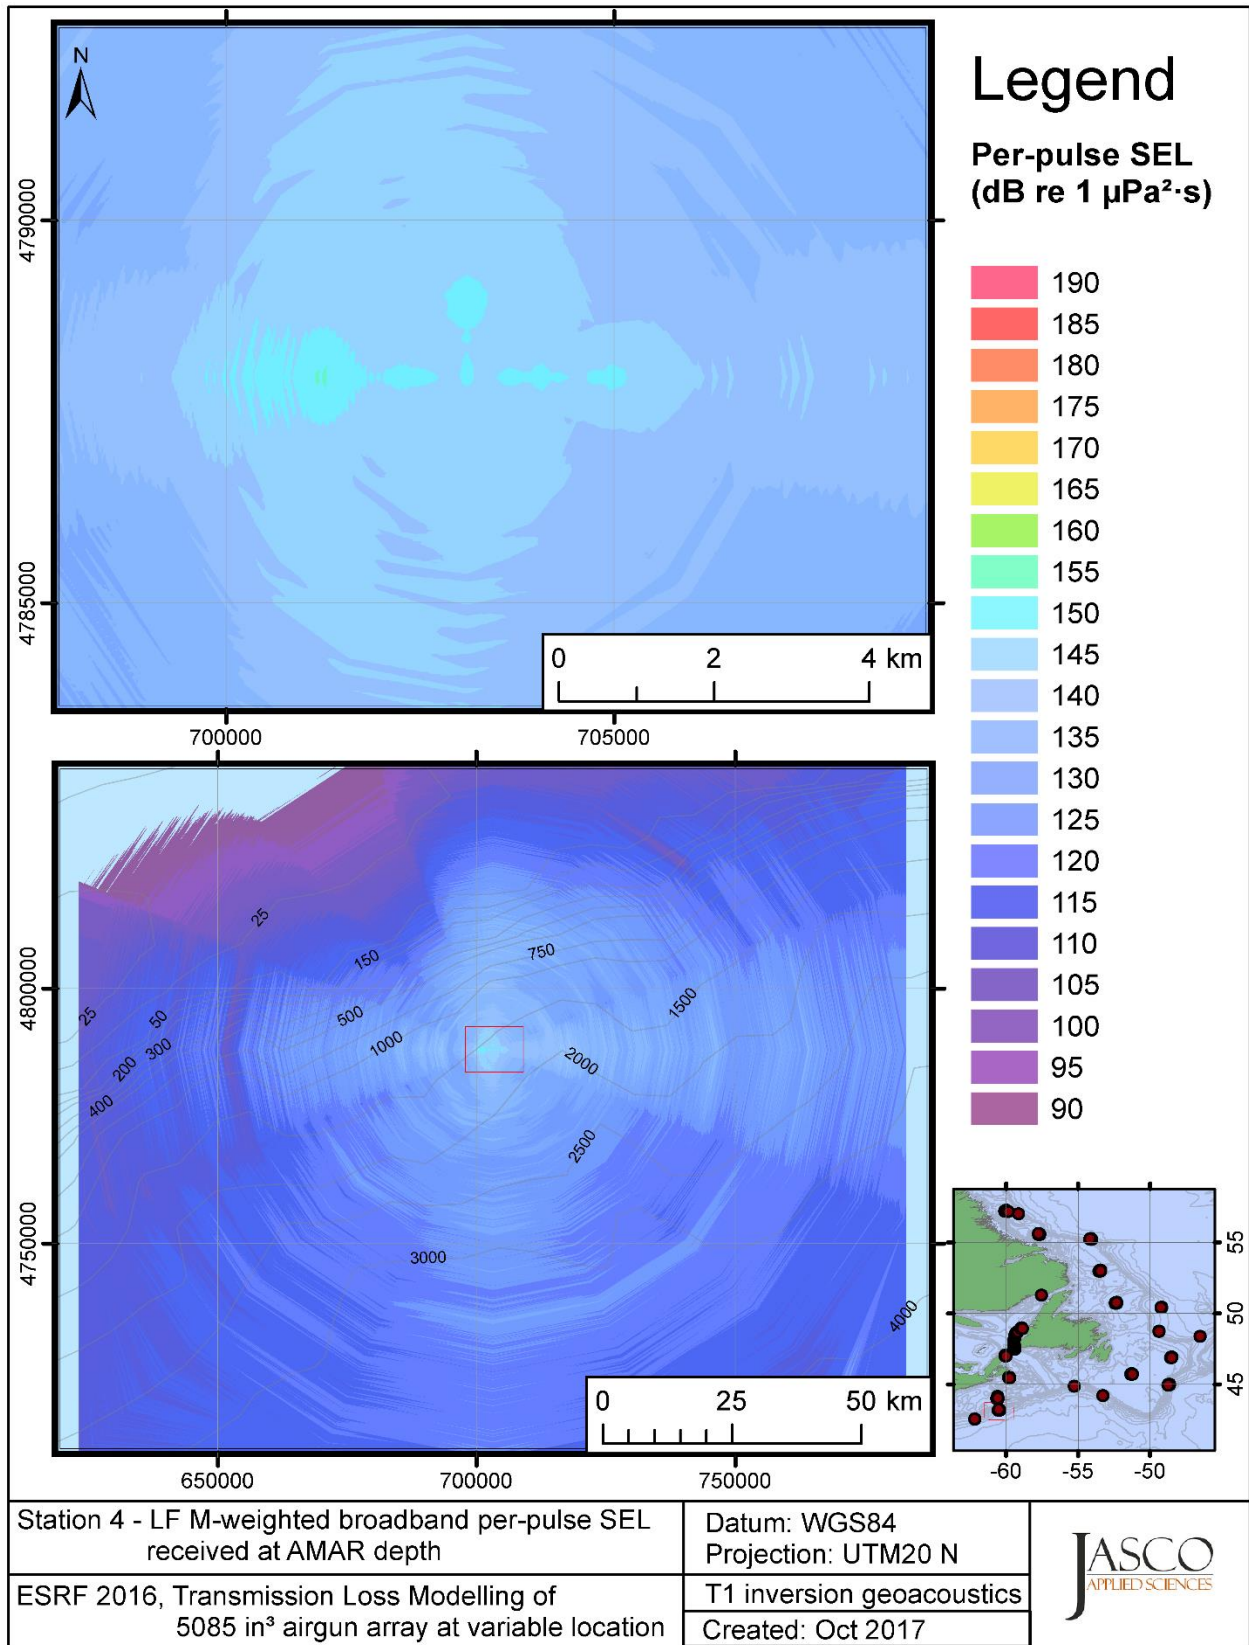 N
4790000
4785000
0 2 4 km
700000 705000
25
150
750
1500
25
50
500
200
300
1000
2000
400
2500
3000
4000
4800000
4750000
0 25 50 km
650000 700000 750000
Legend
Per-pulse SEL
(dB re 1 µPa²·s)
190
185
180
175
170
165
160
155
150
145
140
135
130
125
120
115
110
105
100
95
90
55
50
45
-60 -55 -50
Station 4 - LF M-weighted broadband per-pulse SEL
received at AMAR depth
ESRF 2016, Transmission Loss Modelling of
5085 in³ airgun array at variable location
Datum: WGS84
Projection: UTM20 N
T1 inversion geoacoustics
Created: Oct 2017
JASCO
APPLIED SCIENCES